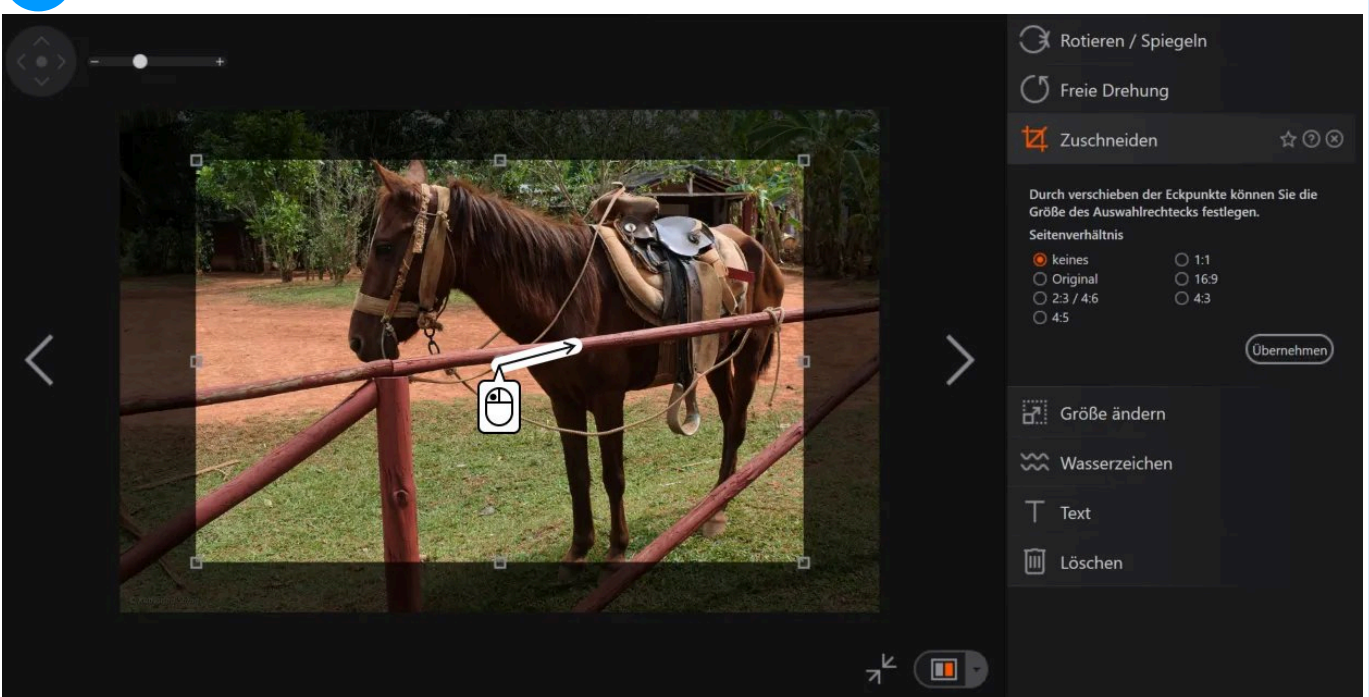 Rotieren / Spiegeln
Freie Drehung
Zuschneiden
Durch verschieben der Eckpunkte können Sie die
Größe des Auswahlrechtecks festlegen.
Seitenverhältnis
keines
1:1
Original
16:9
2:3 / 4:6
4:3
4:5
Übernehmen
Größe ändern
Wasserzeichen
Text
Löschen